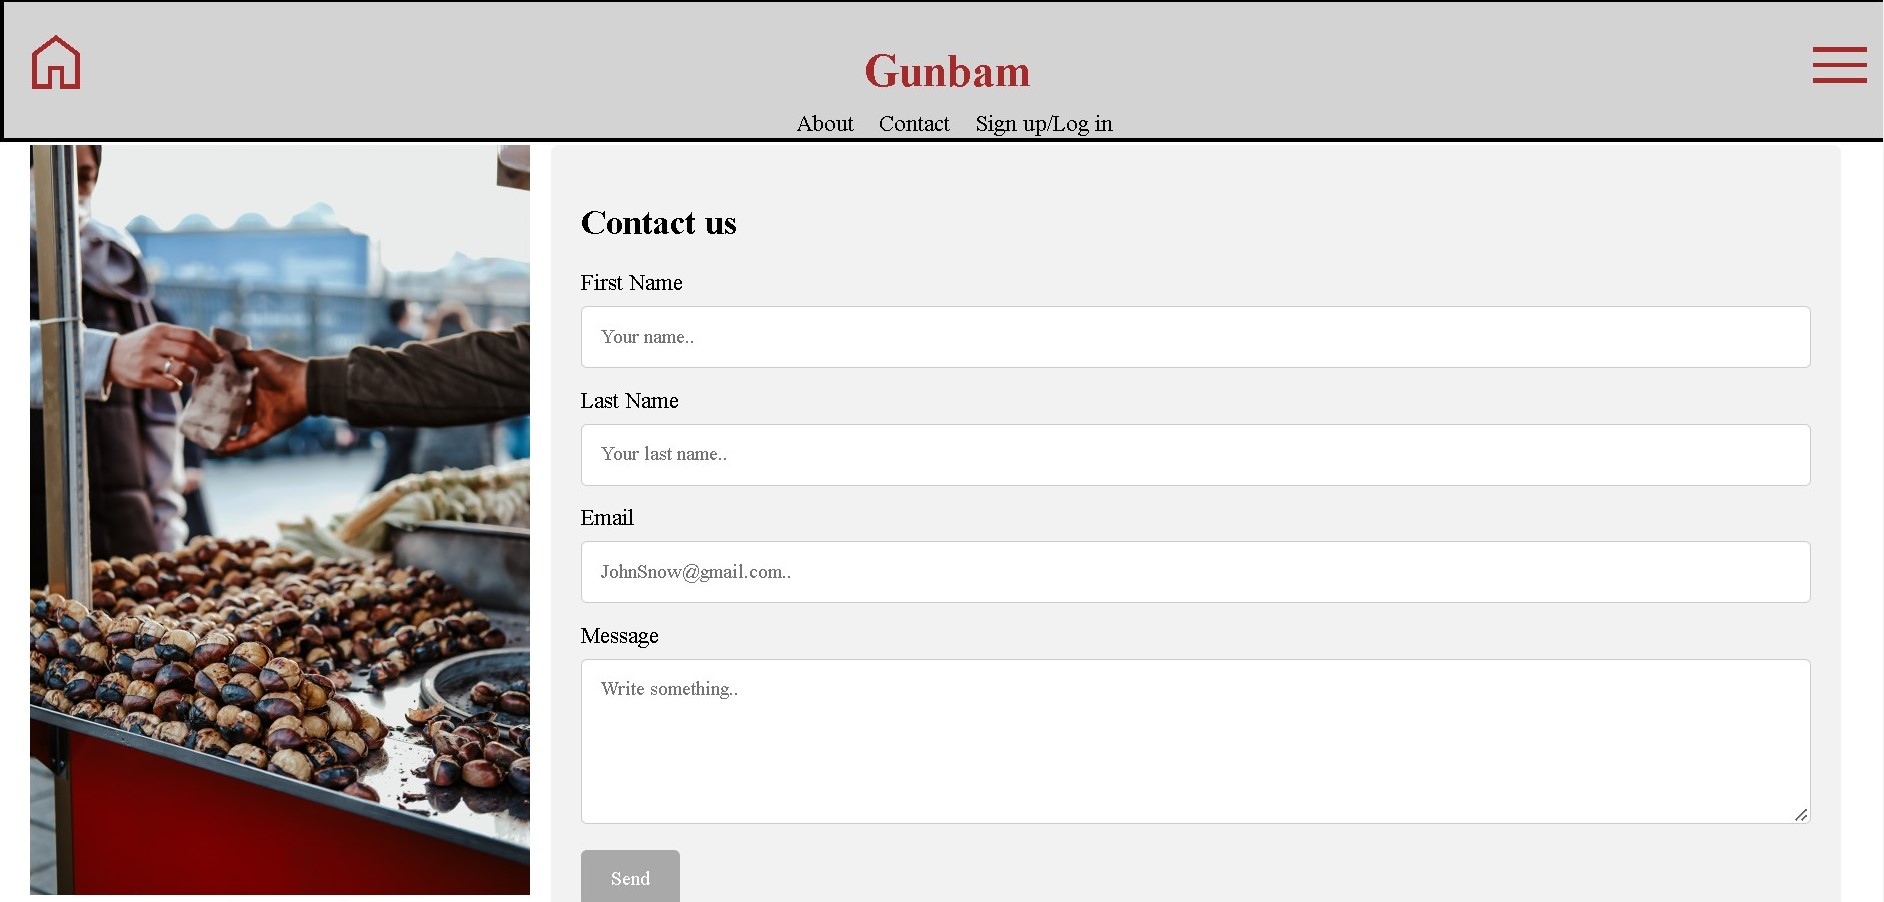 Gunbam
About Contact Sign up/Log in
Contact us
First Name
Your name..
Last Name
Your last name..
Email
JohnSnow@gmail.com..
Message
Write something..
Send